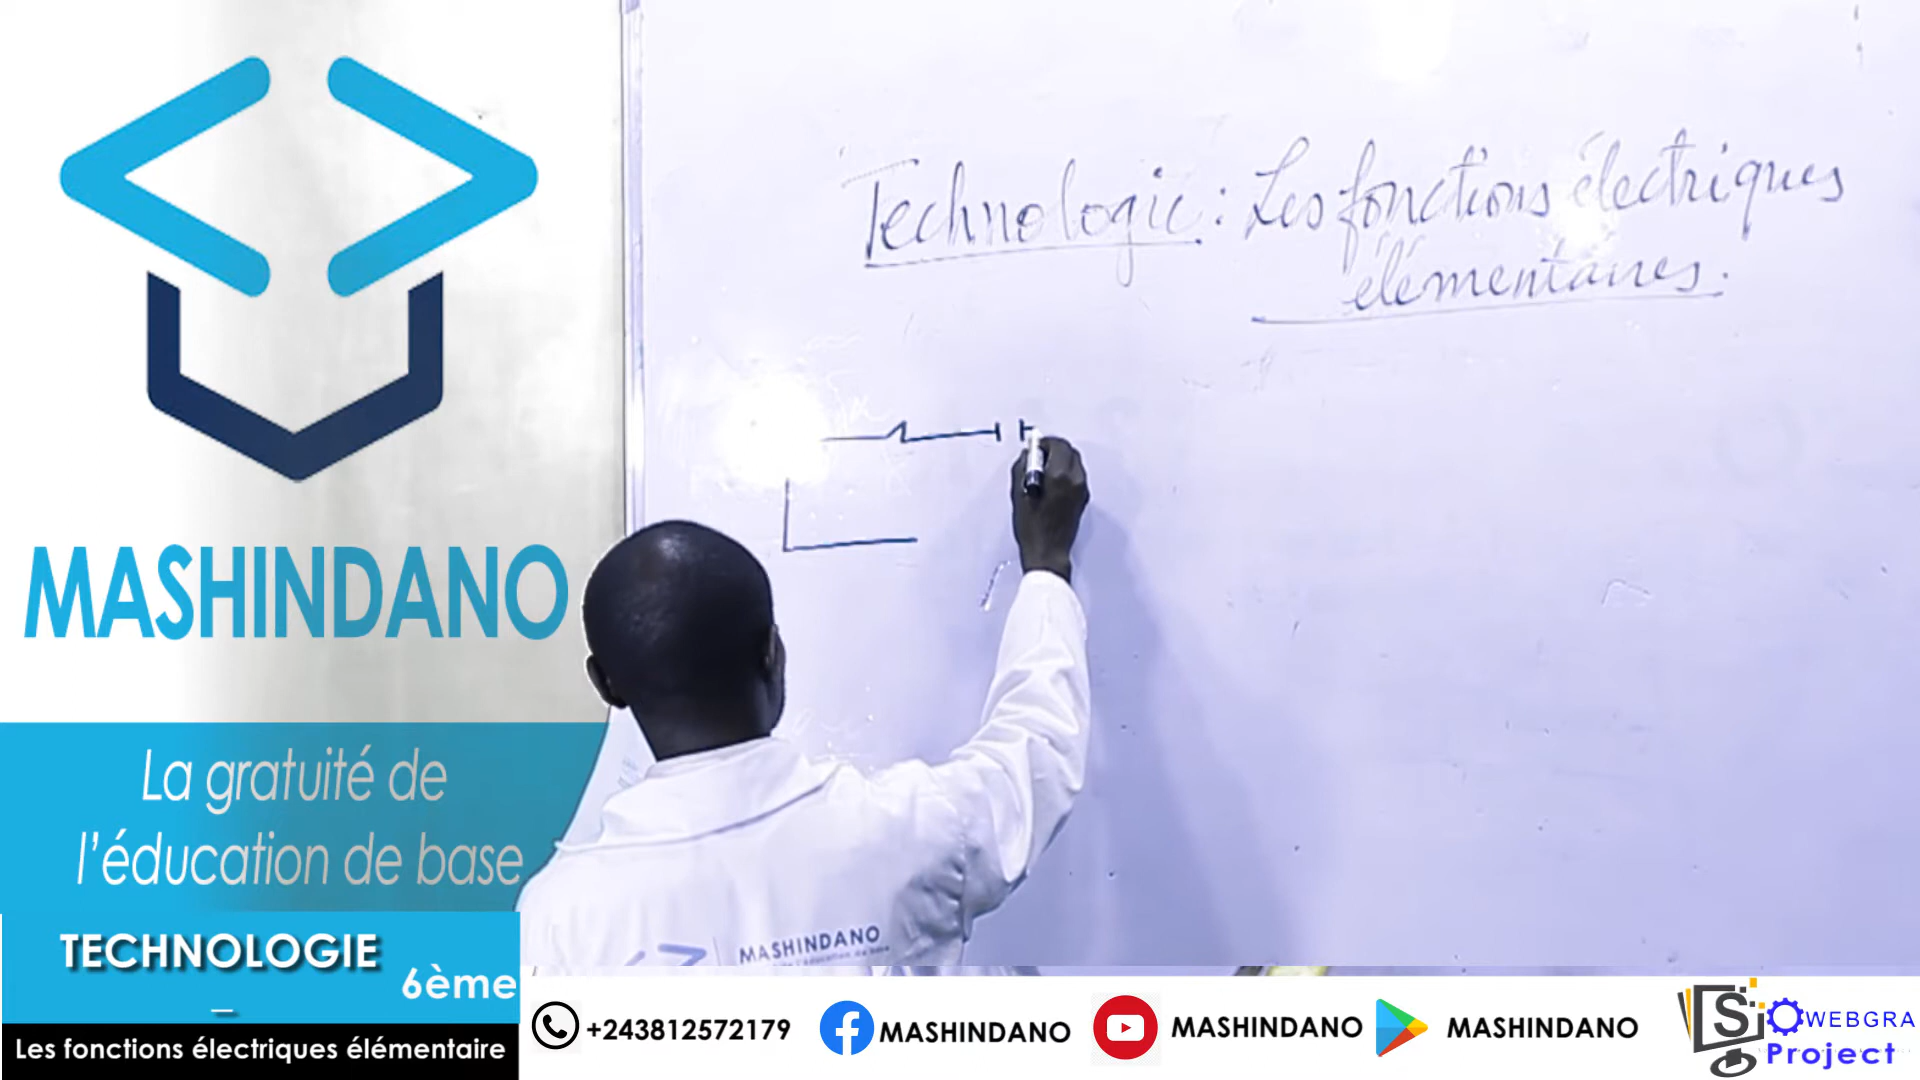 Technologie : Les fonctions électriques
élémentaires.
MASHINDANO
La gratuité de
l'éducation de base
TECHNOLOGIE
6ème
Les fonctions électriques élémentaire
MASHINDANO
+243812572179
MASHINDANO
MASHINDANO
MASHINDANO
S
WEBGRA
Project